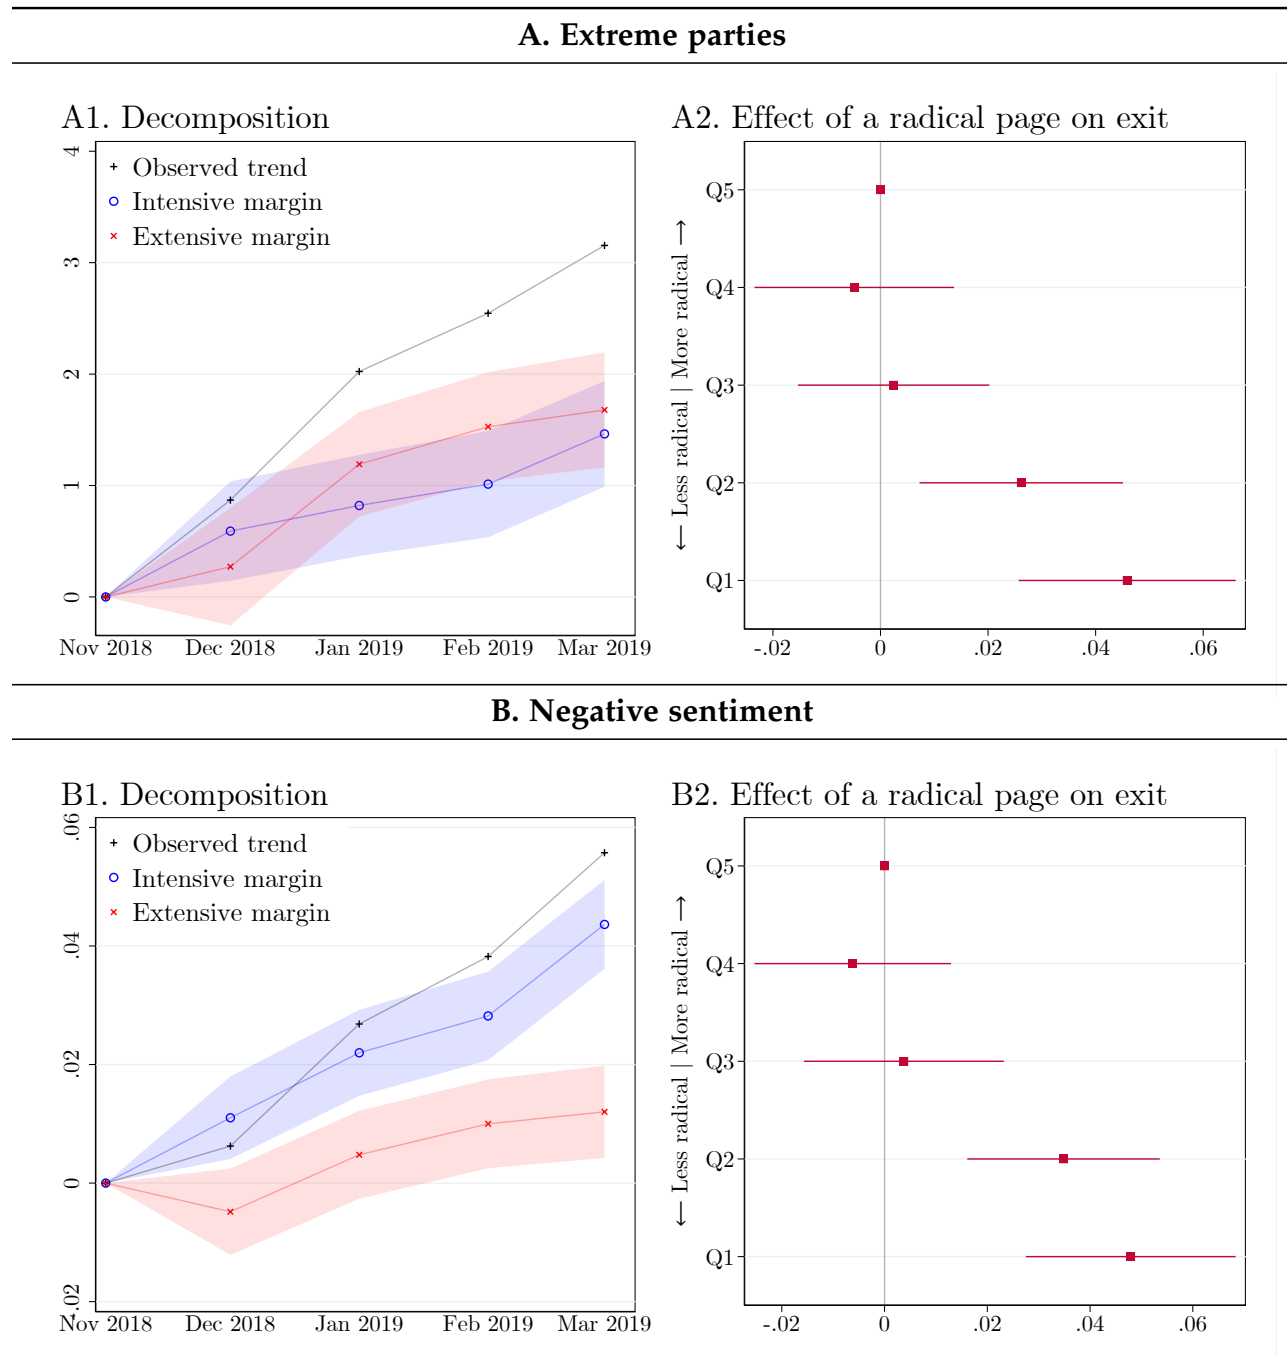 A. Extreme parties
A1. Decomposition
4
3
2
1
0
+ Observed trend
Intensive margin
× Extensive margin
Nov 2018 Dec 2018 Jan 2019 Feb 2019 Mar 2019
A2. Effect of a radical page on exit
← Less radical | More radical →
Q5
Q4
Q3
Q2
Q1
-.02 0 .02 .04 .06
B. Negative sentiment
B1. Decomposition
.06
.04
.02
0
-.02
+ Observed trend
Intensive margin
× Extensive margin
Nov 2018 Dec 2018 Jan 2019 Feb 2019 Mar 2019
B2. Effect of a radical page on exit
← Less radical | More radical →
Q5
Q4
Q3
Q2
Q1
-.02 0 .02 .04 .06